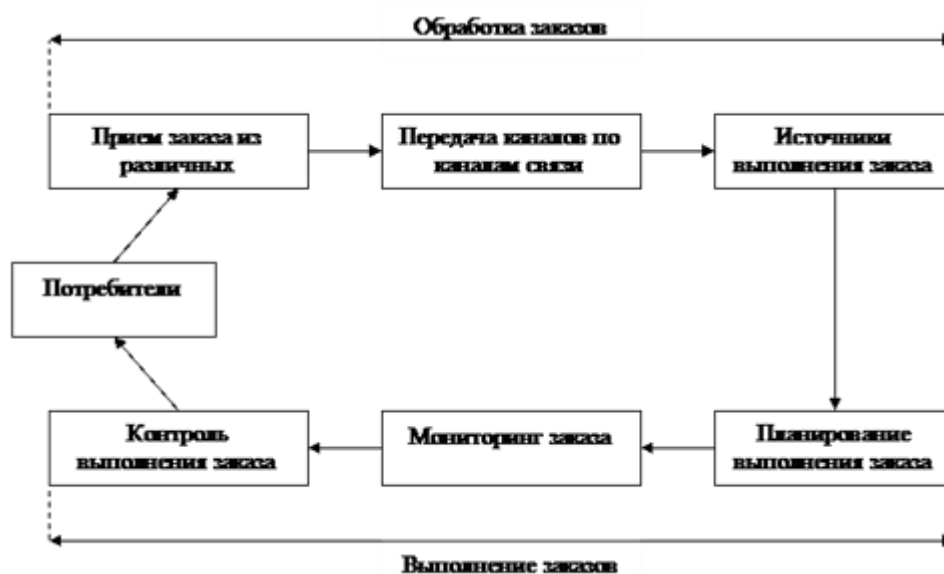 Обработка заказов
Прием заказа из
различных
Передача каналов по
каналам связи
Источники
выполнения заказа
Потребители
Контроль
выполнения заказа
Мониторинг заказа
Планирование
выполнения заказа
Выполнение заказов